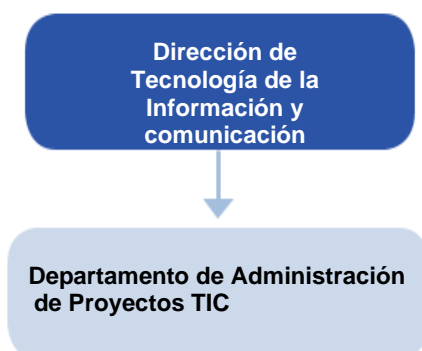 Dirección de
Tecnología de la
Información y
comunicación
Departamento de Administración
de Proyectos TIC